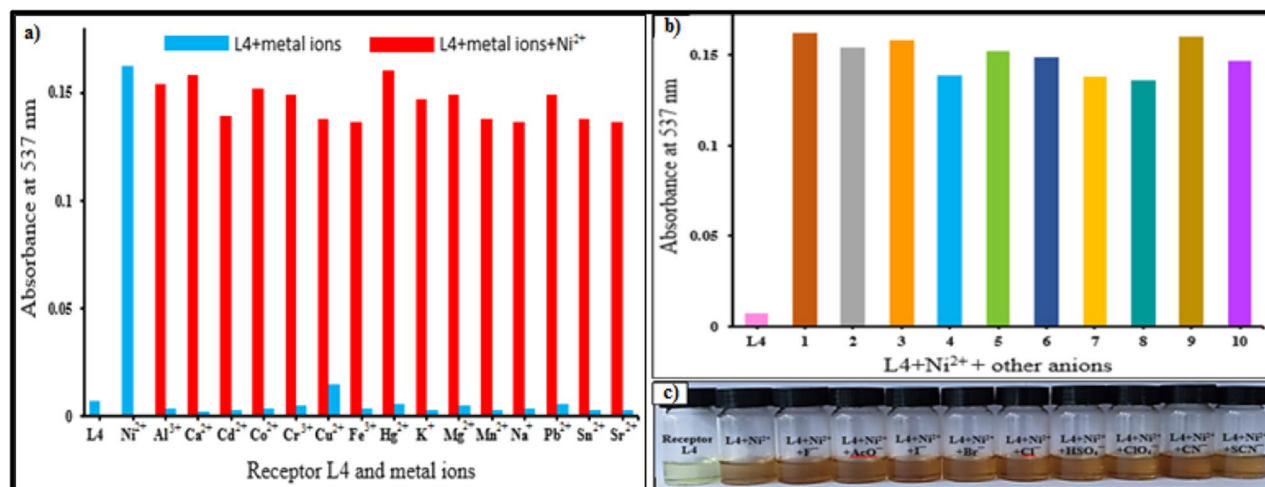 a)
L4+metal ions
L4+metal ions+Ni²⁺
Absorbance at 537 nm
0.15
0.1
0.05
0
L4 Ni²⁺ Al³⁺ Ca²⁺ Cd²⁺ Co²⁺ Cr³⁺ Cu²⁺ Fe³⁺ Hg²⁺ K⁺ Mg²⁺ Mn²⁺ Na⁺ Pb²⁺ Sn²⁺ Sr²⁺
Receptor L4 and metal ions
b)
Absorbance at 537 nm
0.15
0.1
0.05
0
L4 1 2 3 4 5 6 7 8 9 10
L4+Ni²⁺ + other anions
c)
Receptor
L4
L4+Ni²⁺
L4+Ni²⁺
+F⁻
L4+Ni²⁺
+AcO⁻
L4+Ni²⁺
+I⁻
L4+Ni²⁺
+Br⁻
L4+Ni²⁺
+Cl⁻
L4+Ni²⁺
+HSO₄⁻
L4+Ni²⁺
+ClO₄⁻
L4+Ni²⁺
+CN⁻
L4+Ni²⁺
+SCN⁻